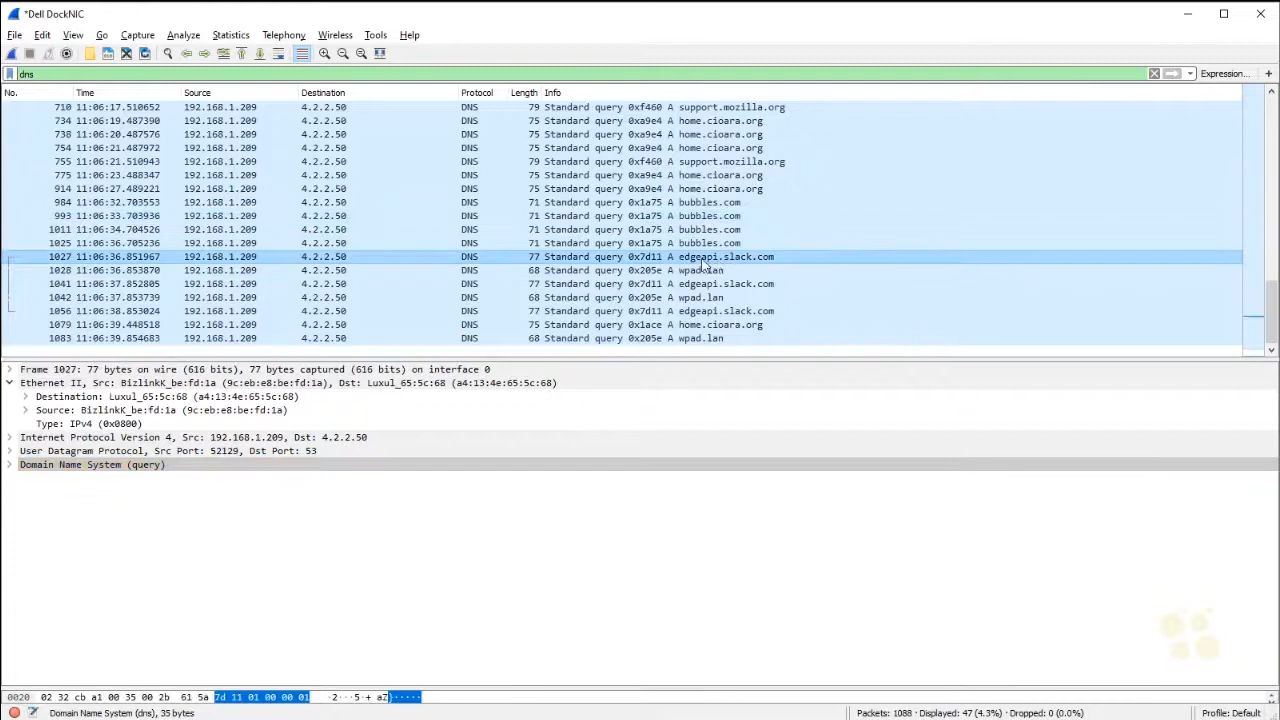 *Dell DockNIC
File Edit View Go Capture Analyze Statistics Telephony Wireless Tools Help
dns Expression... +
No. Time Source Destination Protocol Length Info
710 11:06:17.510652 192.168.1.209 4.2.2.50 DNS 79 Standard query 0xf460 A support.mozilla.org
734 11:06:19.487390 192.168.1.209 4.2.2.50 DNS 75 Standard query 0xa9e4 A home.cioara.org
738 11:06:20.487576 192.168.1.209 4.2.2.50 DNS 75 Standard query 0xa9e4 A home.cioara.org
754 11:06:21.487972 192.168.1.209 4.2.2.50 DNS 75 Standard query 0xa9e4 A home.cioara.org
755 11:06:21.510943 192.168.1.209 4.2.2.50 DNS 79 Standard query 0xf460 A support.mozilla.org
775 11:06:23.488347 192.168.1.209 4.2.2.50 DNS 75 Standard query 0xa9e4 A home.cioara.org
914 11:06:27.489221 192.168.1.209 4.2.2.50 DNS 75 Standard query 0xa9e4 A home.cioara.org
984 11:06:32.703553 192.168.1.209 4.2.2.50 DNS 71 Standard query 0x1a75 A bubbles.com
993 11:06:33.703936 192.168.1.209 4.2.2.50 DNS 71 Standard query 0x1a75 A bubbles.com
1011 11:06:34.704526 192.168.1.209 4.2.2.50 DNS 71 Standard query 0x1a75 A bubbles.com
1025 11:06:36.705236 192.168.1.209 4.2.2.50 DNS 71 Standard query 0x1a75 A bubbles.com
1027 11:06:36.851967 192.168.1.209 4.2.2.50 DNS 77 Standard query 0x7d11 A edgeapi.slack.com
1028 11:06:36.853870 192.168.1.209 4.2.2.50 DNS 68 Standard query 0x205e A wpad.lan
1041 11:06:37.852805 192.168.1.209 4.2.2.50 DNS 77 Standard query 0x7d11 A edgeapi.slack.com
1042 11:06:37.853739 192.168.1.209 4.2.2.50 DNS 68 Standard query 0x205e A wpad.lan
1056 11:06:38.853024 192.168.1.209 4.2.2.50 DNS 77 Standard query 0x7d11 A edgeapi.slack.com
1079 11:06:39.448518 192.168.1.209 4.2.2.50 DNS 75 Standard query 0x1ace A home.cioara.org
1083 11:06:39.854683 192.168.1.209 4.2.2.50 DNS 68 Standard query 0x205e A wpad.lan
Frame 1027: 77 bytes on wire (616 bits), 77 bytes captured (616 bits) on interface 0
Ethernet II, Src: BizlinkK_be:fd:1a (9c:eb:e8:be:fd:1a), Dst: Luxul_65:5c:68 (a4:13:4e:65:5c:68)
Destination: Luxul_65:5c:68 (a4:13:4e:65:5c:68)
Source: BizlinkK_be:fd:1a (9c:eb:e8:be:fd:1a)
Type: IPv4 (0x0800)
Internet Protocol Version 4, Src: 192.168.1.209, Dst: 4.2.2.50
User Datagram Protocol, Src Port: 52129, Dst Port: 53
Domain Name System (query)
0020 02 32 cb a1 00 35 00 2b 61 5a 7d 11 01 00 00 01 ·2···5·+ aZ}·····
Domain Name System (dns), 35 bytes Packets: 1088 · Displayed: 47 (4.3%) · Dropped: 0 (0.0%) Profile: Default